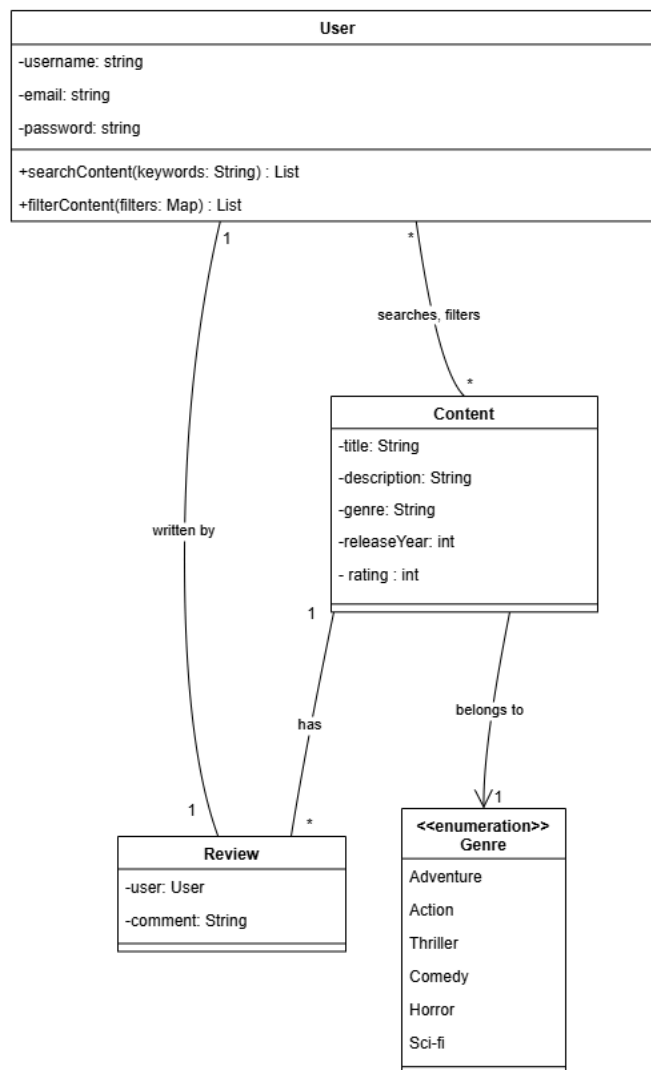 User
-username: string
-email: string
-password: string
+searchContent(keywords: String) : List
+filterContent(filters: Map) : List
1
*
searches, filters
*
Content
-title: String
-description: String
-genre: String
-releaseYear: int
- rating : int
written by
1
has
belongs to
1
*
1
Review
-user: User
-comment: String
<<enumeration>>
Genre
Adventure
Action
Thriller
Comedy
Horror
Sci-fi